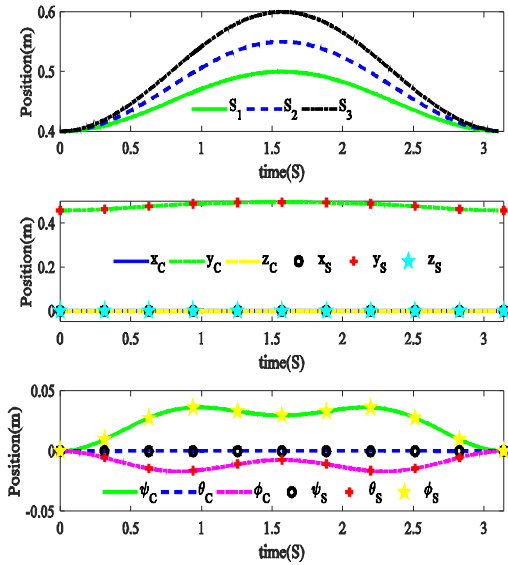 0.6
0.5
0.4
Position(m)
S1 S2 S3
0 0.5 1 1.5 2 2.5 3
time(S)
0.4
0.2
0
Position(m)
xC yC zC xS yS zS
0 0.5 1 1.5 2 2.5 3
time(S)
0.05
0
-0.05
Position(m)
ψC θC ϕC ψS θS ϕS
0 0.5 1 1.5 2 2.5 3
time(S)